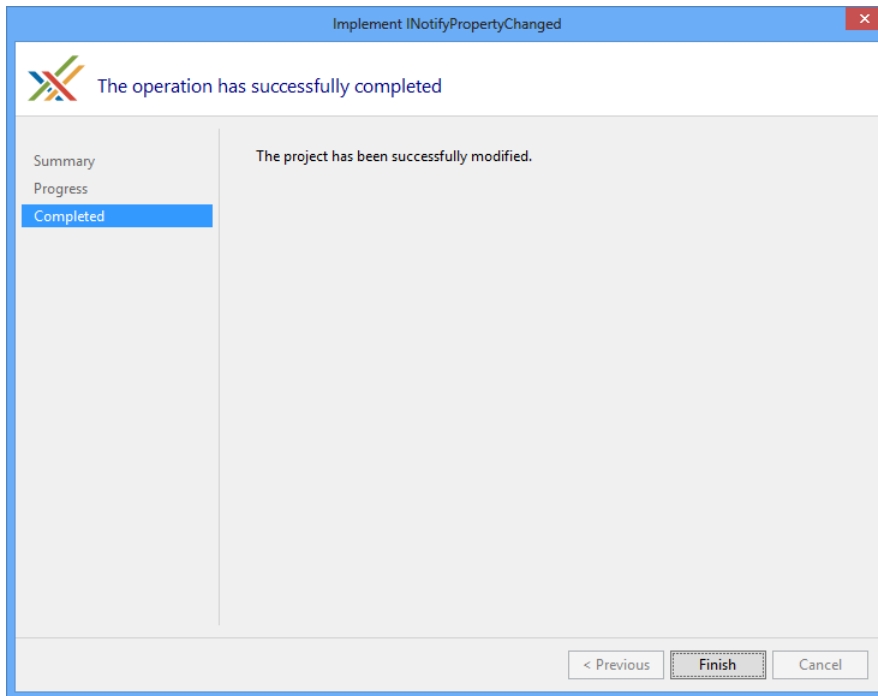 Implement INotifyPropertyChanged
The operation has successfully completed
Summary
Progress
Completed
The project has been successfully modified.
< Previous
Finish
Cancel